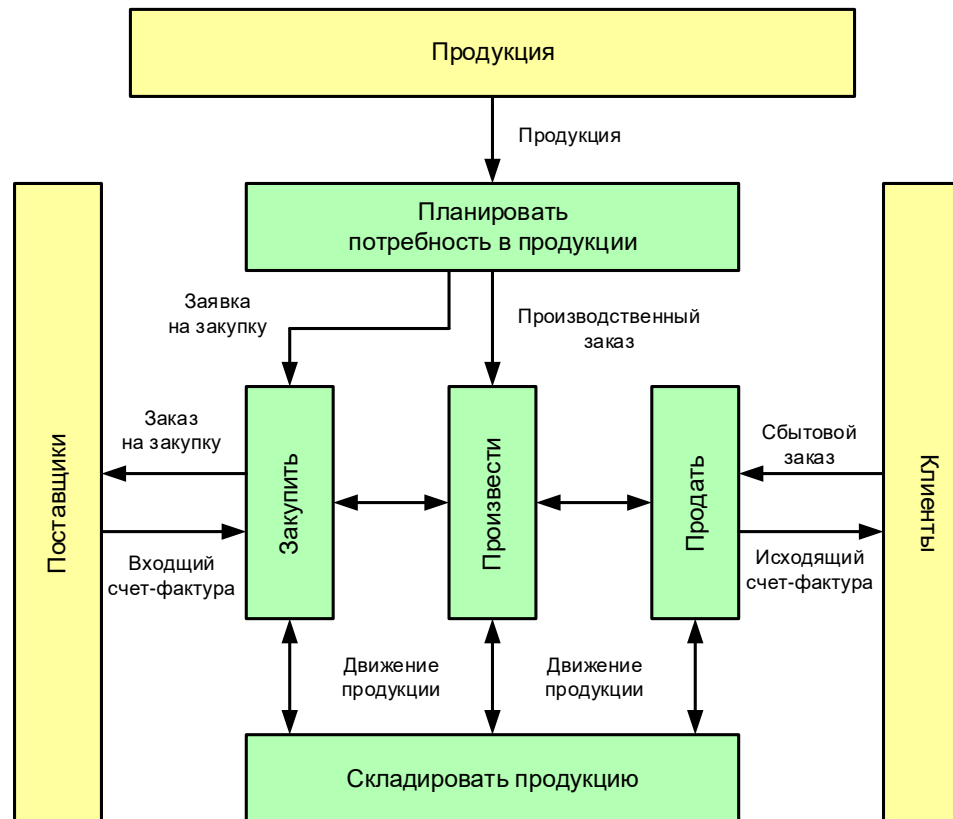 Продукция
Продукция
Планировать
потребность в продукции
Заявка
на закупку
Производственный
заказ
Поставщики
Заказ
на закупку
Входщий
счет-фактура
Закупить
Произвести
Продать
Сбытовой
заказ
Исходящий
счет-фактура
Клиенты
Движение
продукции
Движение
продукции
Складировать продукцию